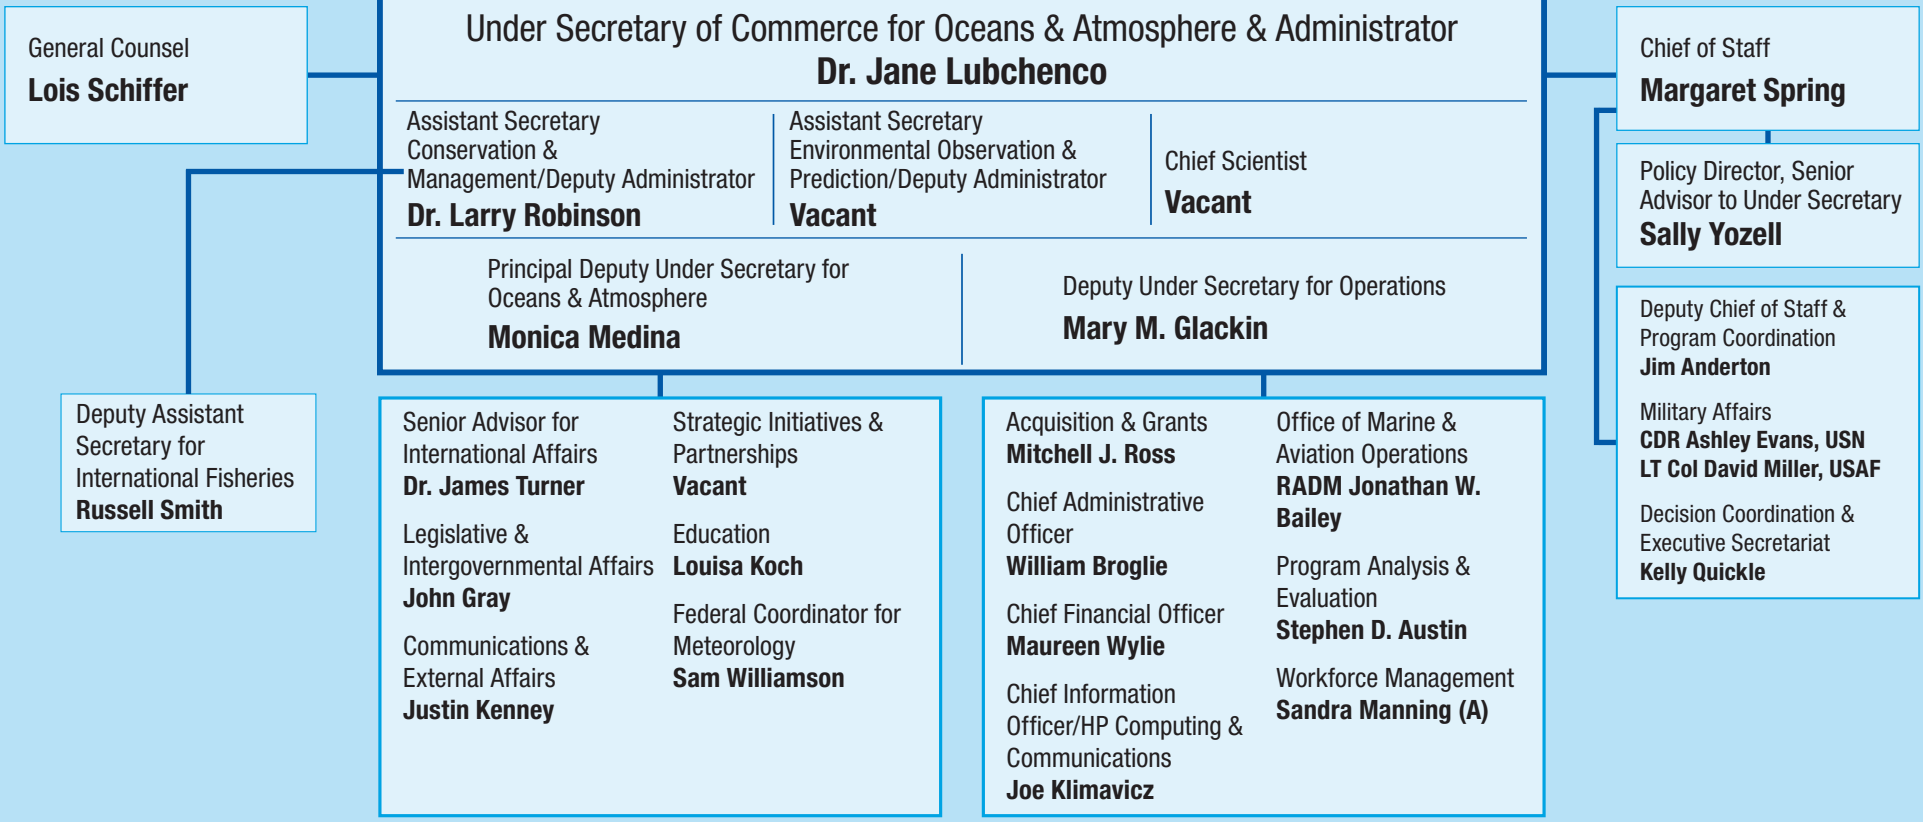 General Counsel
Lois Schiffer
Under Secretary of Commerce for Oceans & Atmosphere & Administrator
Dr. Jane Lubchenco
Assistant Secretary
Conservation &
Management/Deputy Administrator
Dr. Larry Robinson
Assistant Secretary
Environmental Observation &
Prediction/Deputy Administrator
Vacant
Chief Scientist
Vacant
Principal Deputy Under Secretary for
Oceans & Atmosphere
Monica Medina
Deputy Under Secretary for Operations
Mary M. Glackin
Chief of Staff
Margaret Spring
Policy Director, Senior
Advisor to Under Secretary
Sally Yozell
Deputy Chief of Staff &
Program Coordination
Jim Anderton
Military Affairs
CDR Ashley Evans, USN
LT Col David Miller, USAF
Decision Coordination &
Executive Secretariat
Kelly Quickle
Deputy Assistant
Secretary for
International Fisheries
Russell Smith
Senior Advisor for
International Affairs
Dr. James Turner
Legislative &
Intergovernmental Affairs
John Gray
Communications &
External Affairs
Justin Kenney
Strategic Initiatives &
Partnerships
Vacant
Education
Louisa Koch
Federal Coordinator for
Meteorology
Sam Williamson
Acquisition & Grants
Mitchell J. Ross
Chief Administrative
Officer
William Broglie
Chief Financial Officer
Maureen Wylie
Chief Information
Officer/HP Computing &
Communications
Joe Klimavicz
Office of Marine &
Aviation Operations
RADM Jonathan W.
Bailey
Program Analysis &
Evaluation
Stephen D. Austin
Workforce Management
Sandra Manning (A)